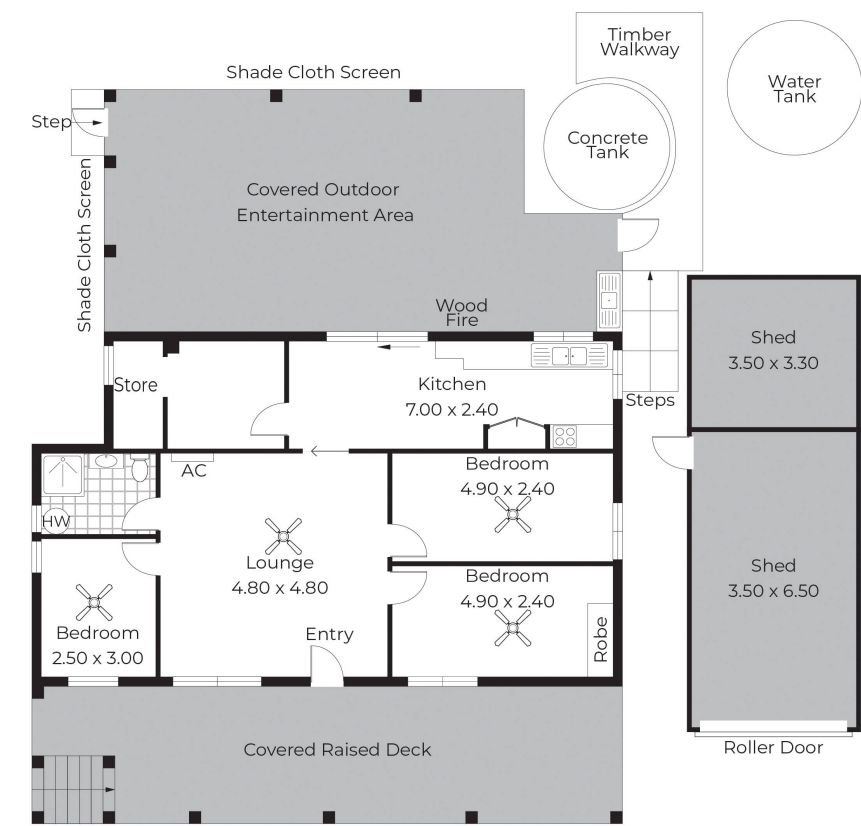 Timber
Walkway
Shade Cloth Screen
Water
Tank
Step
Concrete
Tank
Shade Cloth Screen
Covered Outdoor
Entertainment Area
Wood
Fire
Shed
3.50 x 3.30
Store
Kitchen
7.00 x 2.40
Steps
AC
Bedroom
4.90 x 2.40
HW
Lounge
4.80 x 4.80
Bedroom
4.90 x 2.40
Shed
3.50 x 6.50
Bedroom
2.50 x 3.00
Entry
Robe
Covered Raised Deck
Roller Door